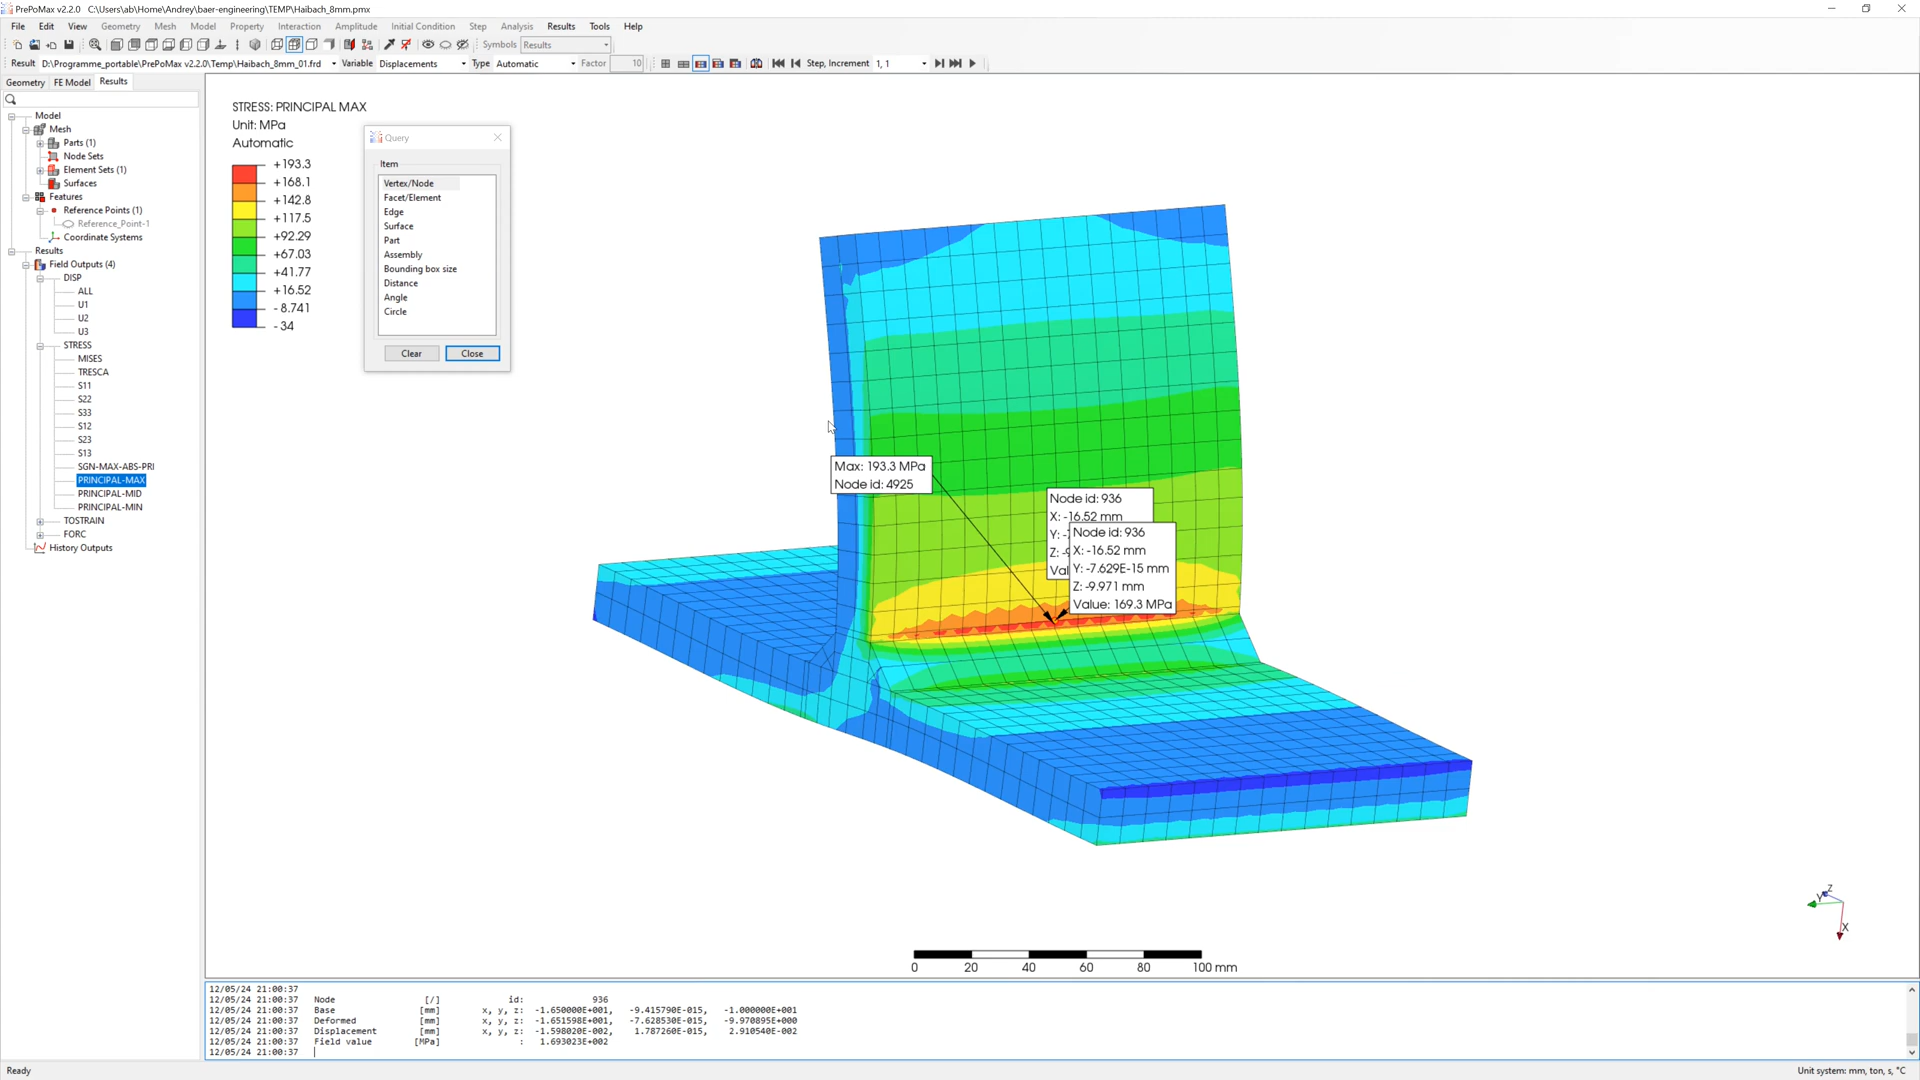 PrePoMax v2.2.0   C:\Users\ab\Home\Andrey\baer-engineering\TEMP\Haibach_8mm.pmx
File Edit View Geometry Mesh Model Property Interaction Amplitude Initial Condition Step Analysis Results Tools Help
Symbols Results
Result D:\Programme_portable\PrePoMax v2.2.0\Temp\Haibach_8mm_01.frd Variable Displacements Type Automatic Factor 10 Step, Increment 1, 1
Geometry FE Model Results
Model
Mesh
Parts (1)
Node Sets
Element Sets (1)
Surfaces
Features
Reference Points (1)
Reference_Point-1
Coordinate Systems
Results
Field Outputs (4)
DISP
ALL
U1
U2
U3
STRESS
MISES
TRESCA
S11
S22
S33
S12
S23
S13
SGN-MAX-ABS-PRI
PRINCIPAL-MAX
PRINCIPAL-MID
PRINCIPAL-MIN
TOSTRAIN
FORC
History Outputs
STRESS: PRINCIPAL MAX
Unit: MPa
Automatic
+193.3
+168.1
+142.8
+117.5
+92.29
+67.03
+41.77
+16.52
- 8.741
- 34
Query
Item
Vertex/Node
Facet/Element
Edge
Surface
Part
Assembly
Bounding box size
Distance
Angle
Circle
Clear Close
Max: 193.3 MPa
Node id: 4925
Node id: 936
X: -16.52 mm
Y: -7
Z: -9
Val
Node id: 936
X: -16.52 mm
Y: -7.629E-15 mm
Z: -9.971 mm
Value: 169.3 MPa
Z
Y
X
0 20 40 60 80 100 mm
12/05/24 21:00:37
12/05/24 21:00:37 Node [/] id: 936
12/05/24 21:00:37 Base [mm] x, y, z: -1.650000E+001, -9.415790E-015, -1.000000E+001
12/05/24 21:00:37 Deformed [mm] x, y, z: -1.651598E+001, -7.628530E-015, -9.970895E+000
12/05/24 21:00:37 Displacement [mm] x, y, z: -1.598020E-002, 1.787260E-015, 2.910540E-002
12/05/24 21:00:37 Field value [MPa] : 1.693023E+002
12/05/24 21:00:37
Ready Unit system: mm, ton, s, °C